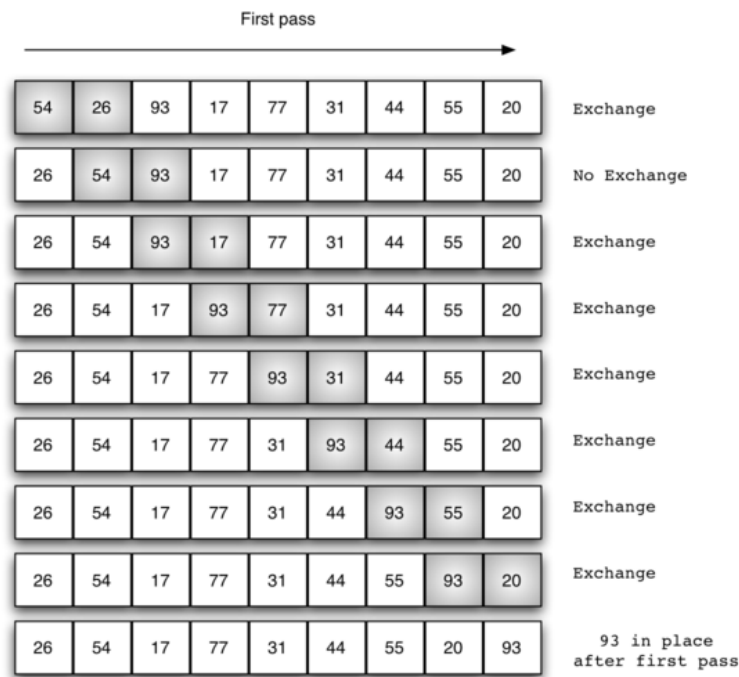 First pass
54 26 93 17 77 31 44 55 20 Exchange
26 54 93 17 77 31 44 55 20 No Exchange
26 54 93 17 77 31 44 55 20 Exchange
26 54 17 93 77 31 44 55 20 Exchange
26 54 17 77 93 31 44 55 20 Exchange
26 54 17 77 31 93 44 55 20 Exchange
26 54 17 77 31 44 93 55 20 Exchange
26 54 17 77 31 44 55 93 20 Exchange
26 54 17 77 31 44 55 20 93 93 in place
after first pass